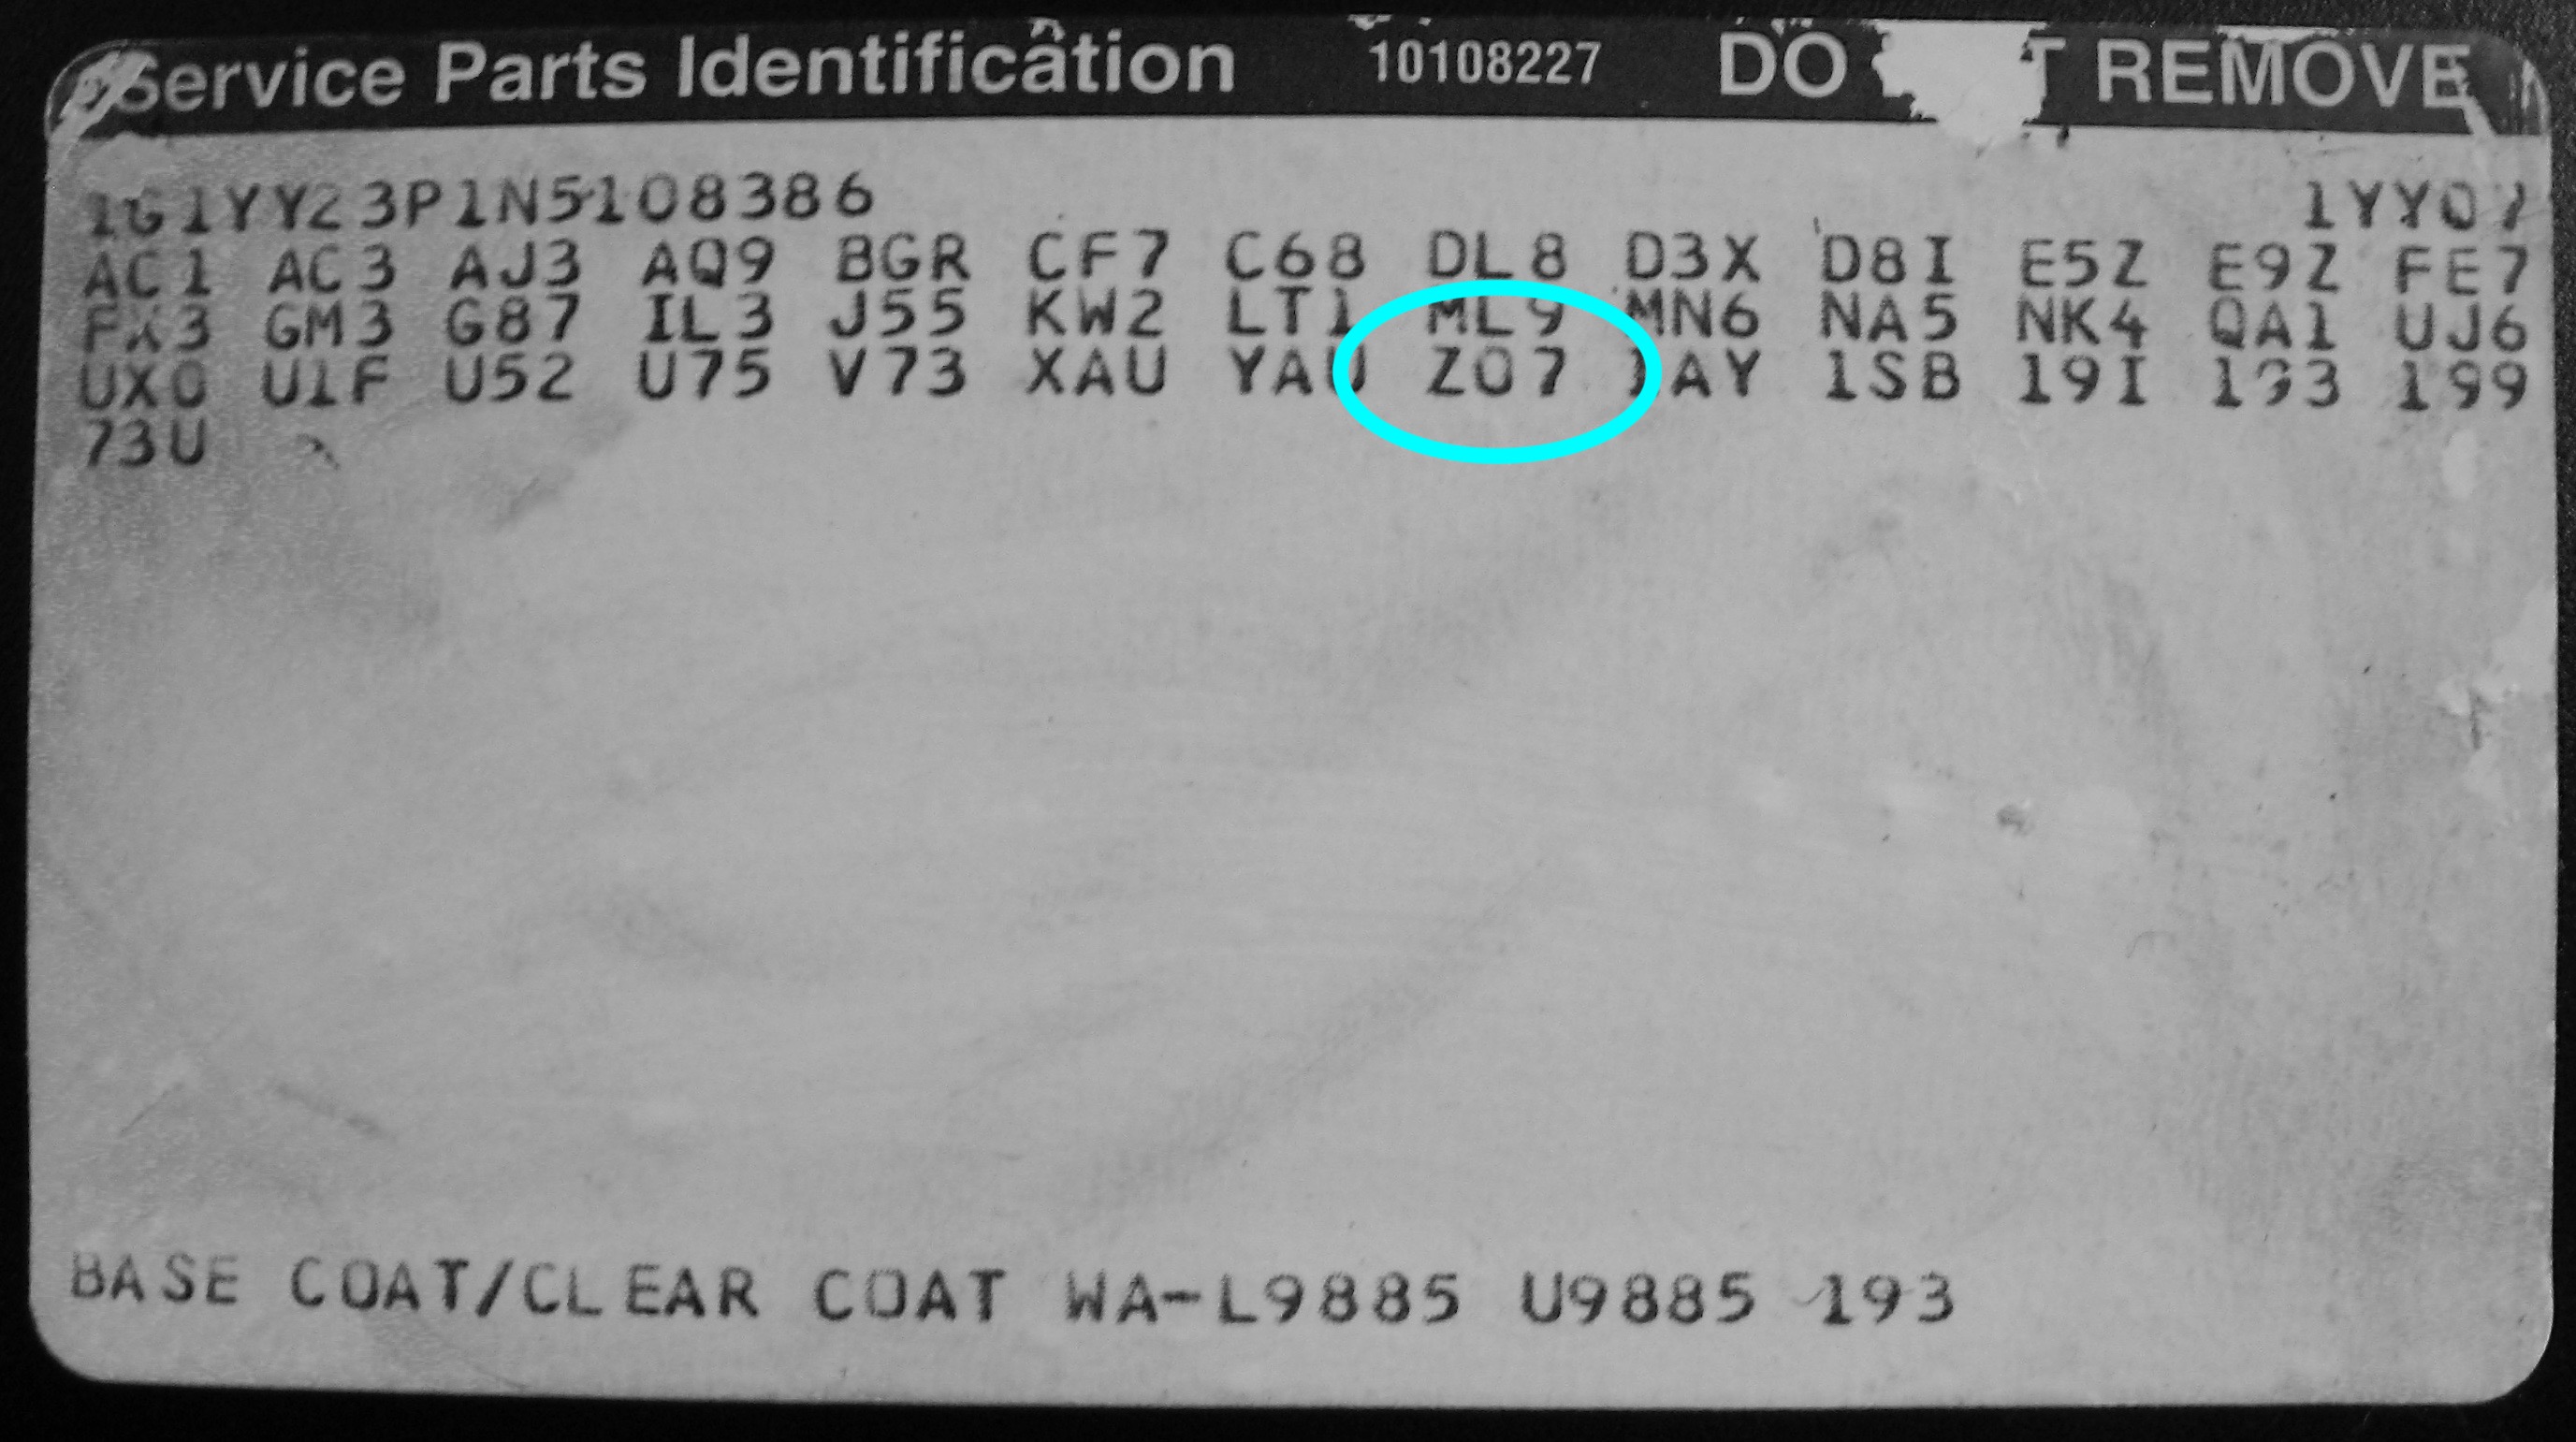 Service Parts Identification 10108227 DO REMOVE
1G1YY23P1N5108386 1YY07
AC1 AC3 AJ3 AQ9 BGR CF7 C68 DL8 D3X D8I E5Z E9Z FE7
FX3 GM3 G87 IL3 J55 KW2 LT1 ML9 MN6 NA5 NK4 QA1 UJ6
UX0 U1F U52 U75 V73 XAU YAU Z07 1SB 19I 193 199
73U
BASE COAT/CLEAR COAT WA-L9885 U9885 193